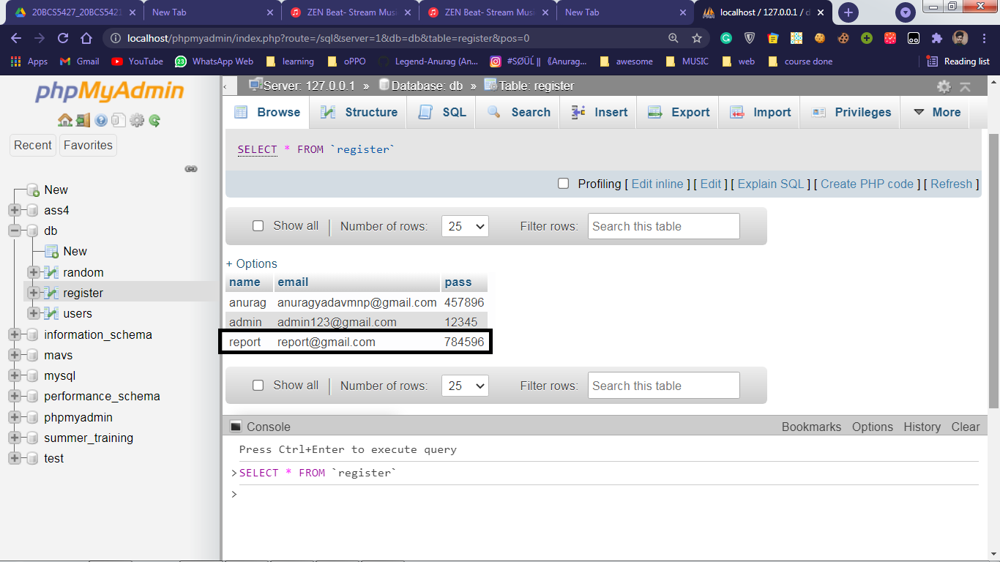 20BCS5427_20BCS5421
New Tab
ZEN Beat- Stream Musi
ZEN Beat- Stream Musi
New Tab
localhost / 127.0.0.1 / d
localhost/phpmyadmin/index.php?route=/sql&server=1&db=db&table=register&pos=0
Apps Gmail YouTube 23 WhatsApp Web learning oPPO Legend-Anurag (An... #SØÜĹ || 《Anurag... awesome MUSIC web course done Reading list
phpMyAdmin
Recent Favorites
New
ass4
db
New
random
register
users
information_schema
mavs
mysql
performance_schema
phpmyadmin
summer_training
test
Server: 127.0.0.1 » Database: db » Table: register
Browse Structure SQL Search Insert Export Import Privileges More
SELECT * FROM `register`
Profiling [ Edit inline ] [ Edit ] [ Explain SQL ] [ Create PHP code ] [ Refresh ]
Show all | Number of rows: 25 Filter rows: Search this table
+ Options
name email pass
anurag anuragyadavmnp@gmail.com 457896
admin admin123@gmail.com 12345
report report@gmail.com 784596
Show all | Number of rows: 25 Filter rows: Search this table
Console Bookmarks Options History Clear
Press Ctrl+Enter to execute query
>SELECT * FROM `register`
>